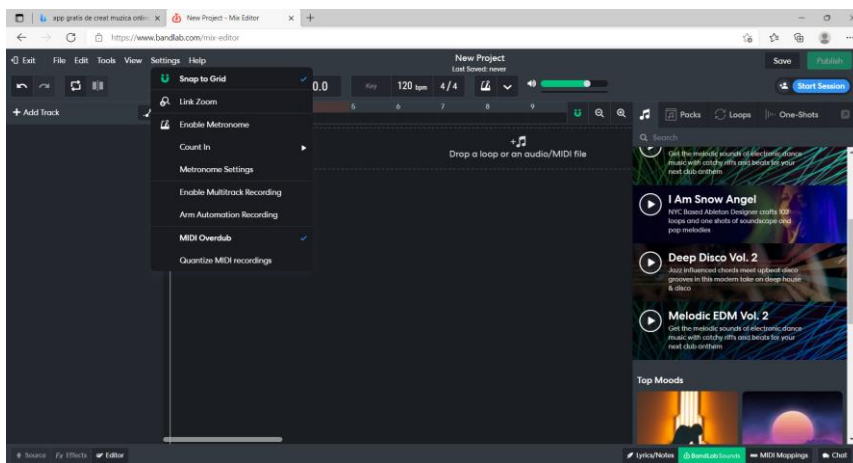 app gratis de creat muzica online
New Project - Mix Editor
https://www.bandlab.com/mix-editor
Exit File Edit Tools View Settings Help
New Project
Last Saved: never
Save Publish
0.0 Key 120 bpm 4/4
Start Session
+ Add Track
Snap to Grid
Link Zoom
Enable Metronome
Count In
Metronome Settings
Enable Multitrack Recording
Arm Automation Recording
MIDI Overdub
Quantize MIDI recordings
5 6 7 8 9
Drop a loop or an audio/MIDI file
Packs Loops One-Shots
Search
Get the melodic sounds of electronic dance
music with catchy riffs and beats for your
next club anthem
I Am Snow Angel
NYC Based Ableton Designer crafts 102
loops and one shots of soundscape and
pop melodies
Deep Disco Vol. 2
Jazz influenced chords meet upbeat disco
grooves in this modern take on deep house
& disco
Melodic EDM Vol. 2
Get the melodic sounds of electronic dance
music with catchy riffs and beats for your
next club anthem
Top Moods
Source Fx Effects Editor
Lyrics/Notes BandLab Sounds MIDI Mappings Chat